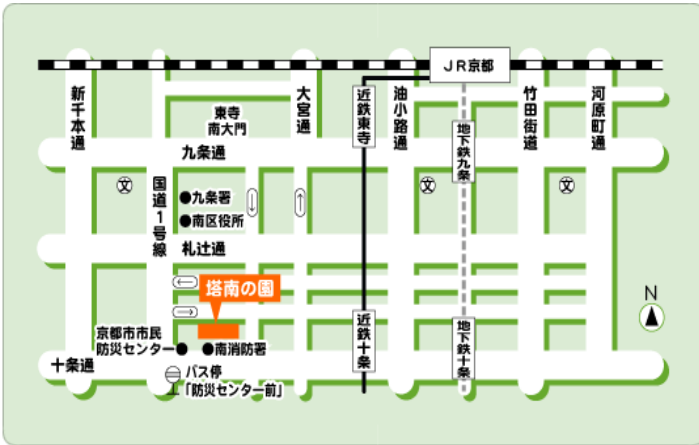 JR京都
新千本通
東寺
南大門
大宮通
近鉄東寺
油小路通
地下鉄九条
竹田街道
河原町通
九条通
国道1号線
文
●九条署
●南区役所
文
文
札辻通
塔南の園
N
京都市市民
防災センター●
●南消防署
近鉄十条
地下鉄十条
十条通
バス停
「防災センター前」